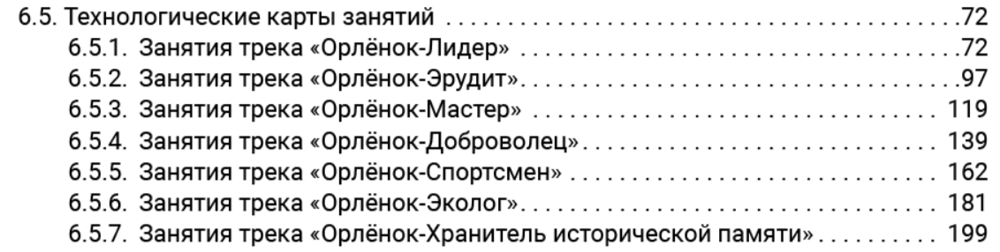 6.5. Технологические карты занятий . . . . . . . . . . . . . . . . . . . . . . . . . . . . . . . . . . . . . . . . .72
6.5.1. Занятия трека «Орлёнок-Лидер» . . . . . . . . . . . . . . . . . . . . . . . . . . . . . . . . . . .72
6.5.2. Занятия трека «Орлёнок-Эрудит». . . . . . . . . . . . . . . . . . . . . . . . . . . . . . . . . . .97
6.5.3. Занятия трека «Орлёнок-Мастер» . . . . . . . . . . . . . . . . . . . . . . . . . . . . . . . . 119
6.5.4. Занятия трека «Орлёнок-Доброволец». . . . . . . . . . . . . . . . . . . . . . . . . . . . 139
6.5.5. Занятия трека «Орлёнок-Спортсмен» . . . . . . . . . . . . . . . . . . . . . . . . . . . . . 162
6.5.6. Занятия трека «Орлёнок-Эколог». . . . . . . . . . . . . . . . . . . . . . . . . . . . . . . . . 181
6.5.7. Занятия трека «Орлёнок-Хранитель исторической памяти» . . . . . . . . . . 199